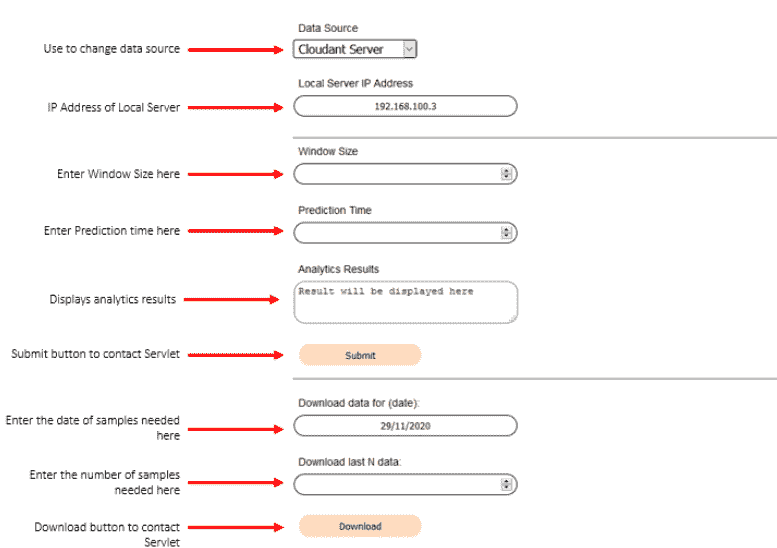 Data Source
Use to change data source
Cloudant Server
Local Server IP Address
IP Address of Local Server
192.168.100.3
Window Size
Enter Window Size here
Prediction Time
Enter Prediction time here
Analytics Results
Displays analytics results
Result will be displayed here
Submit button to contact Servlet
Submit
Download data for (date):
Enter the date of samples needed
here
29/11/2020
Download last N data:
Enter the number of samples
needed here
Download button to contact
Servlet
Download